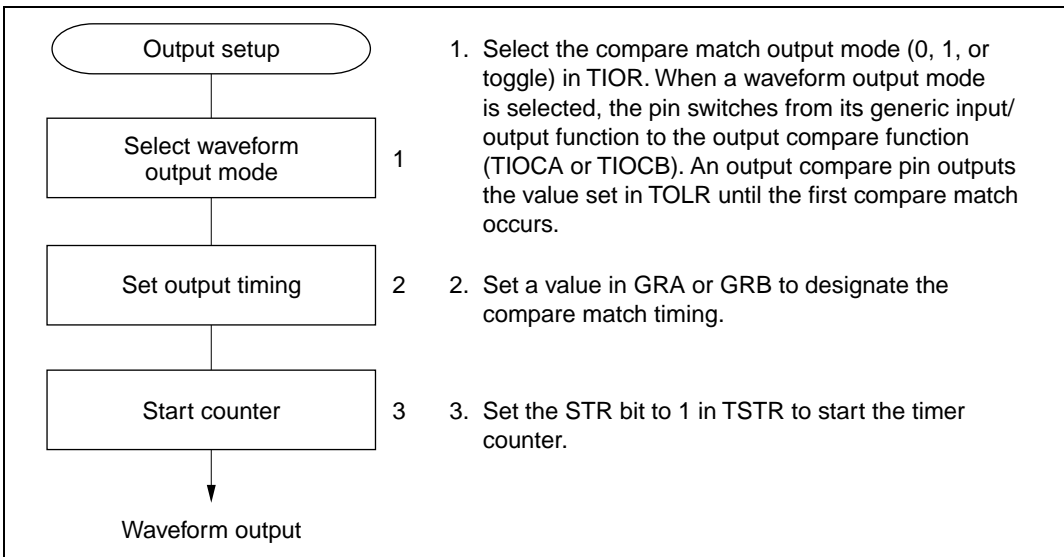 Output setup
Select waveform
output mode
1
Set output timing
2
Start counter
3
Waveform output
1. Select the compare match output mode (0, 1, or
toggle) in TIOR. When a waveform output mode
is selected, the pin switches from its generic input/
output function to the output compare function
(TIOCA or TIOCB). An output compare pin outputs
the value set in TOLR until the first compare match
occurs.
2. Set a value in GRA or GRB to designate the
compare match timing.
3. Set the STR bit to 1 in TSTR to start the timer
counter.